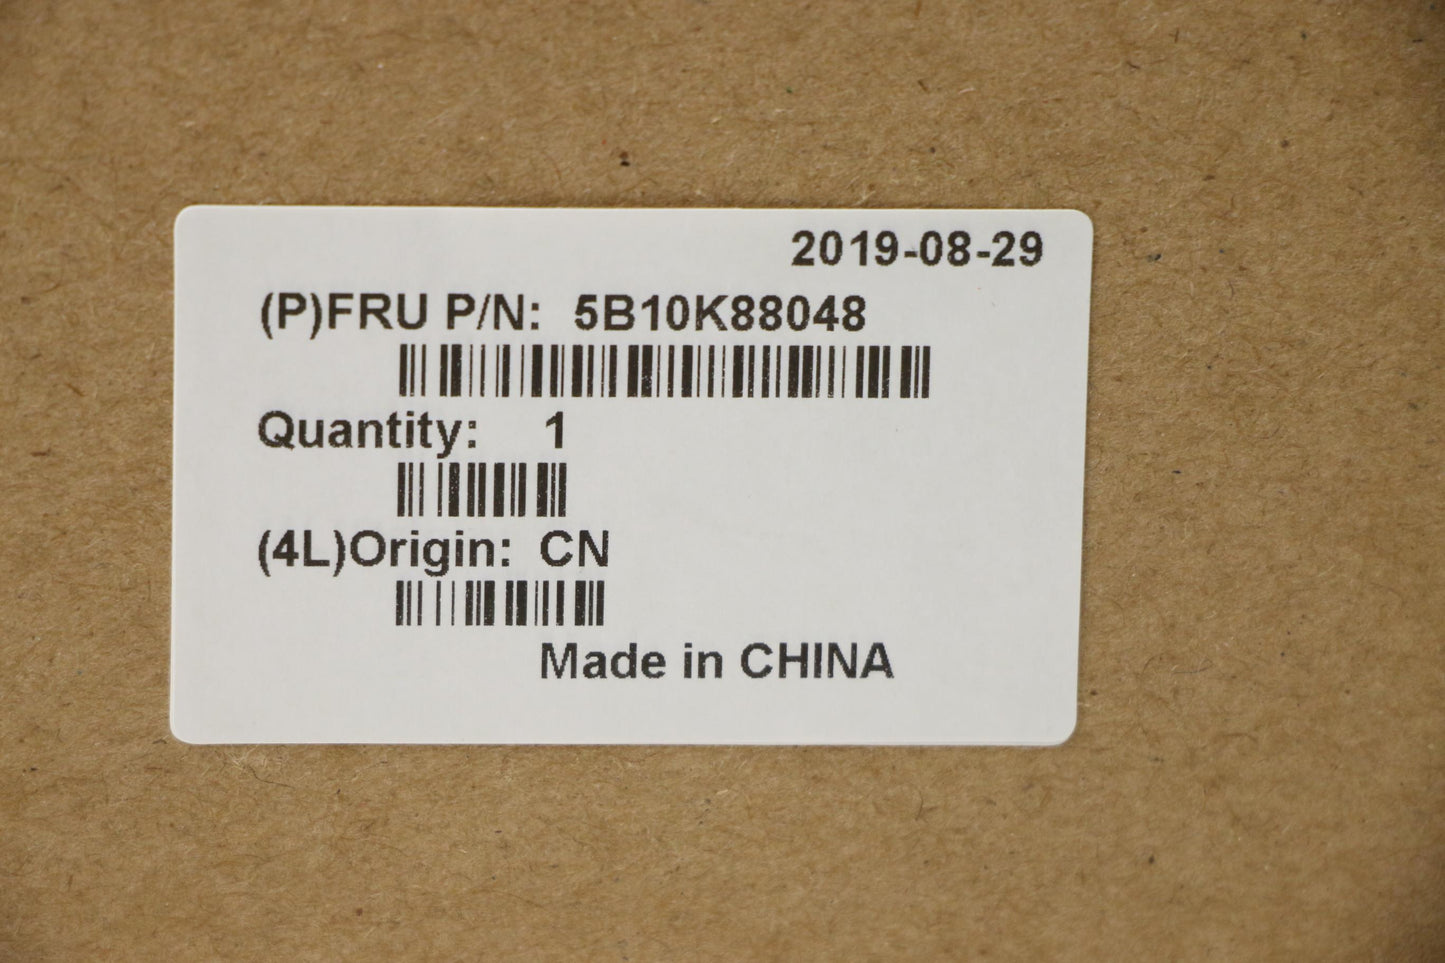 2019-08-29
(P)FRU P/N: 5B10K88048
Quantity: 1
(4L)Origin: CN
Made in CHINA